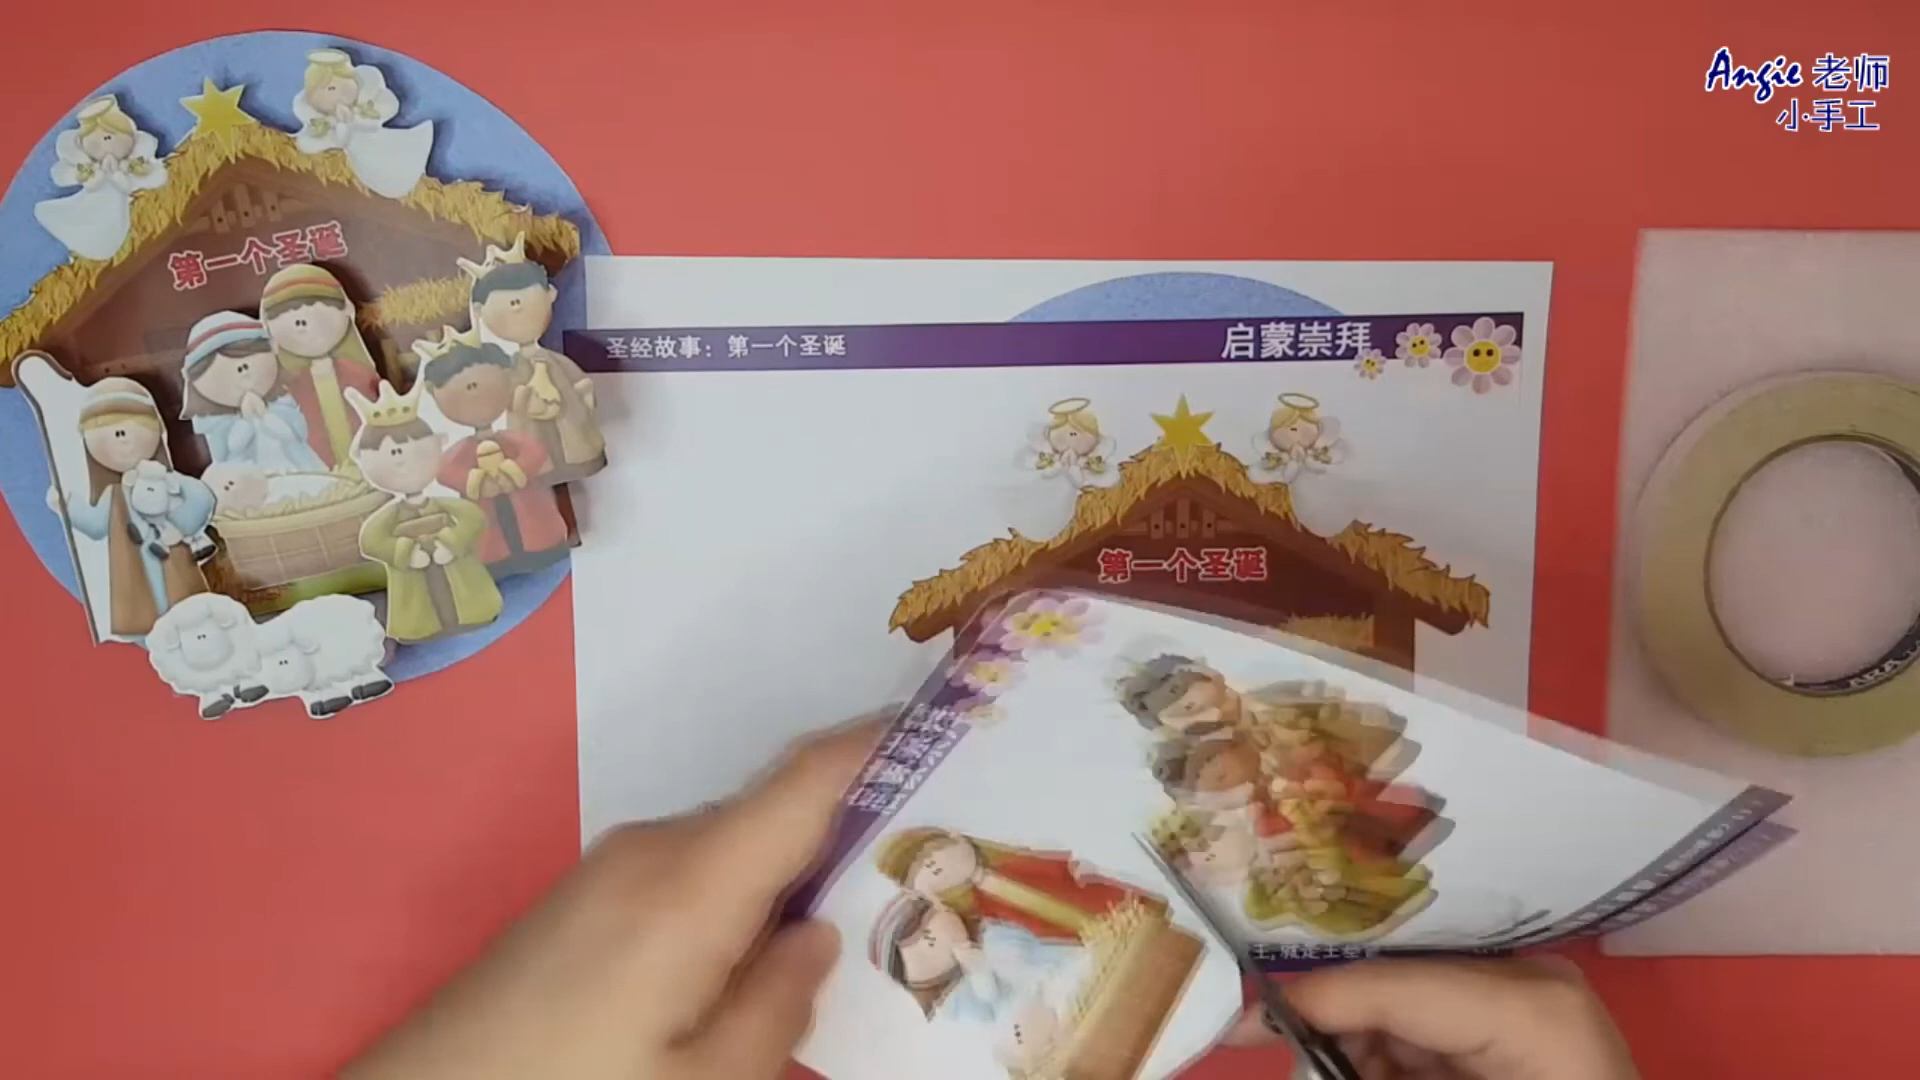 Angie 老师
小手工
第一个圣诞
圣经故事：第一个圣诞
启蒙崇拜
第一个圣诞